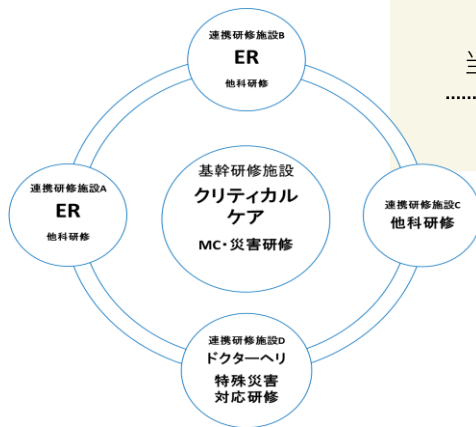 連携研修施設B
ER
他科研修
当
........
連携研修施設A
ER
他科研修
基幹研修施設
クリティカル
ケア
MC・災害研修
連携研修施設C
他科研修
連携研修施設D
ドクターヘリ
特殊災害
対応研修